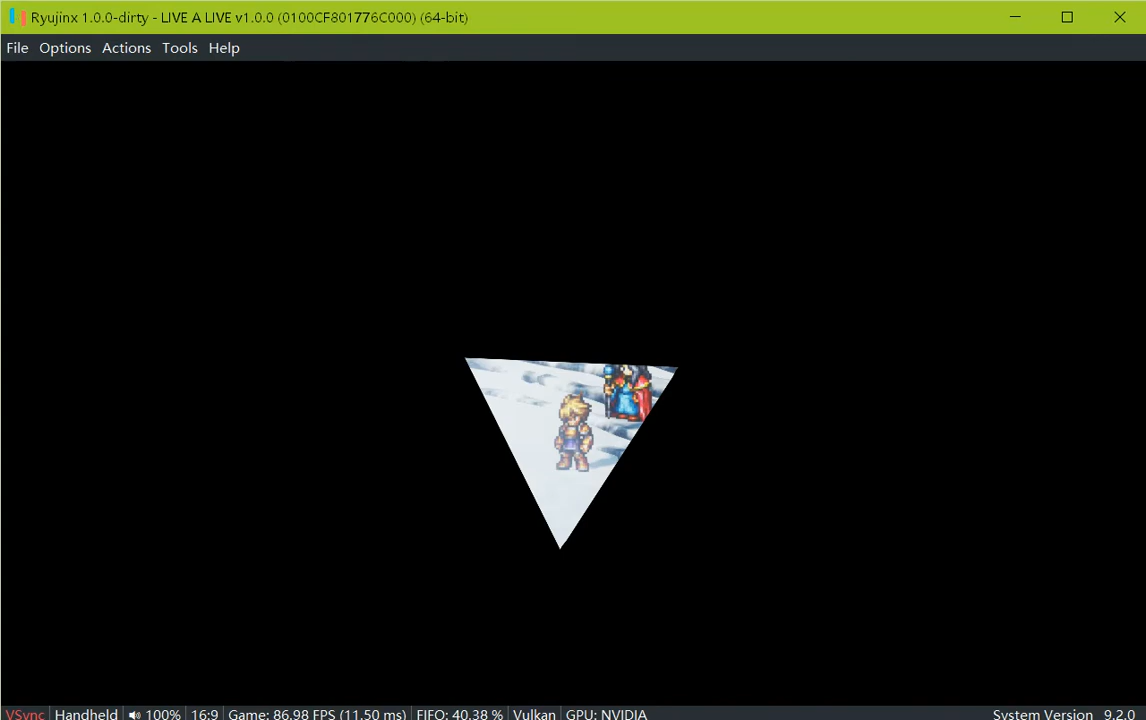 Ryujinx 1.0.0-dirty - LIVE A LIVE v1.0.0 (0100CF801776C000) (64-bit)
File Options Actions Tools Help
VSync Handheld 100% 16:9 Game: 86.98 FPS (11.50 ms) FIFO: 40.38 % Vulkan GPU: NVIDIA System Version 9.2.0